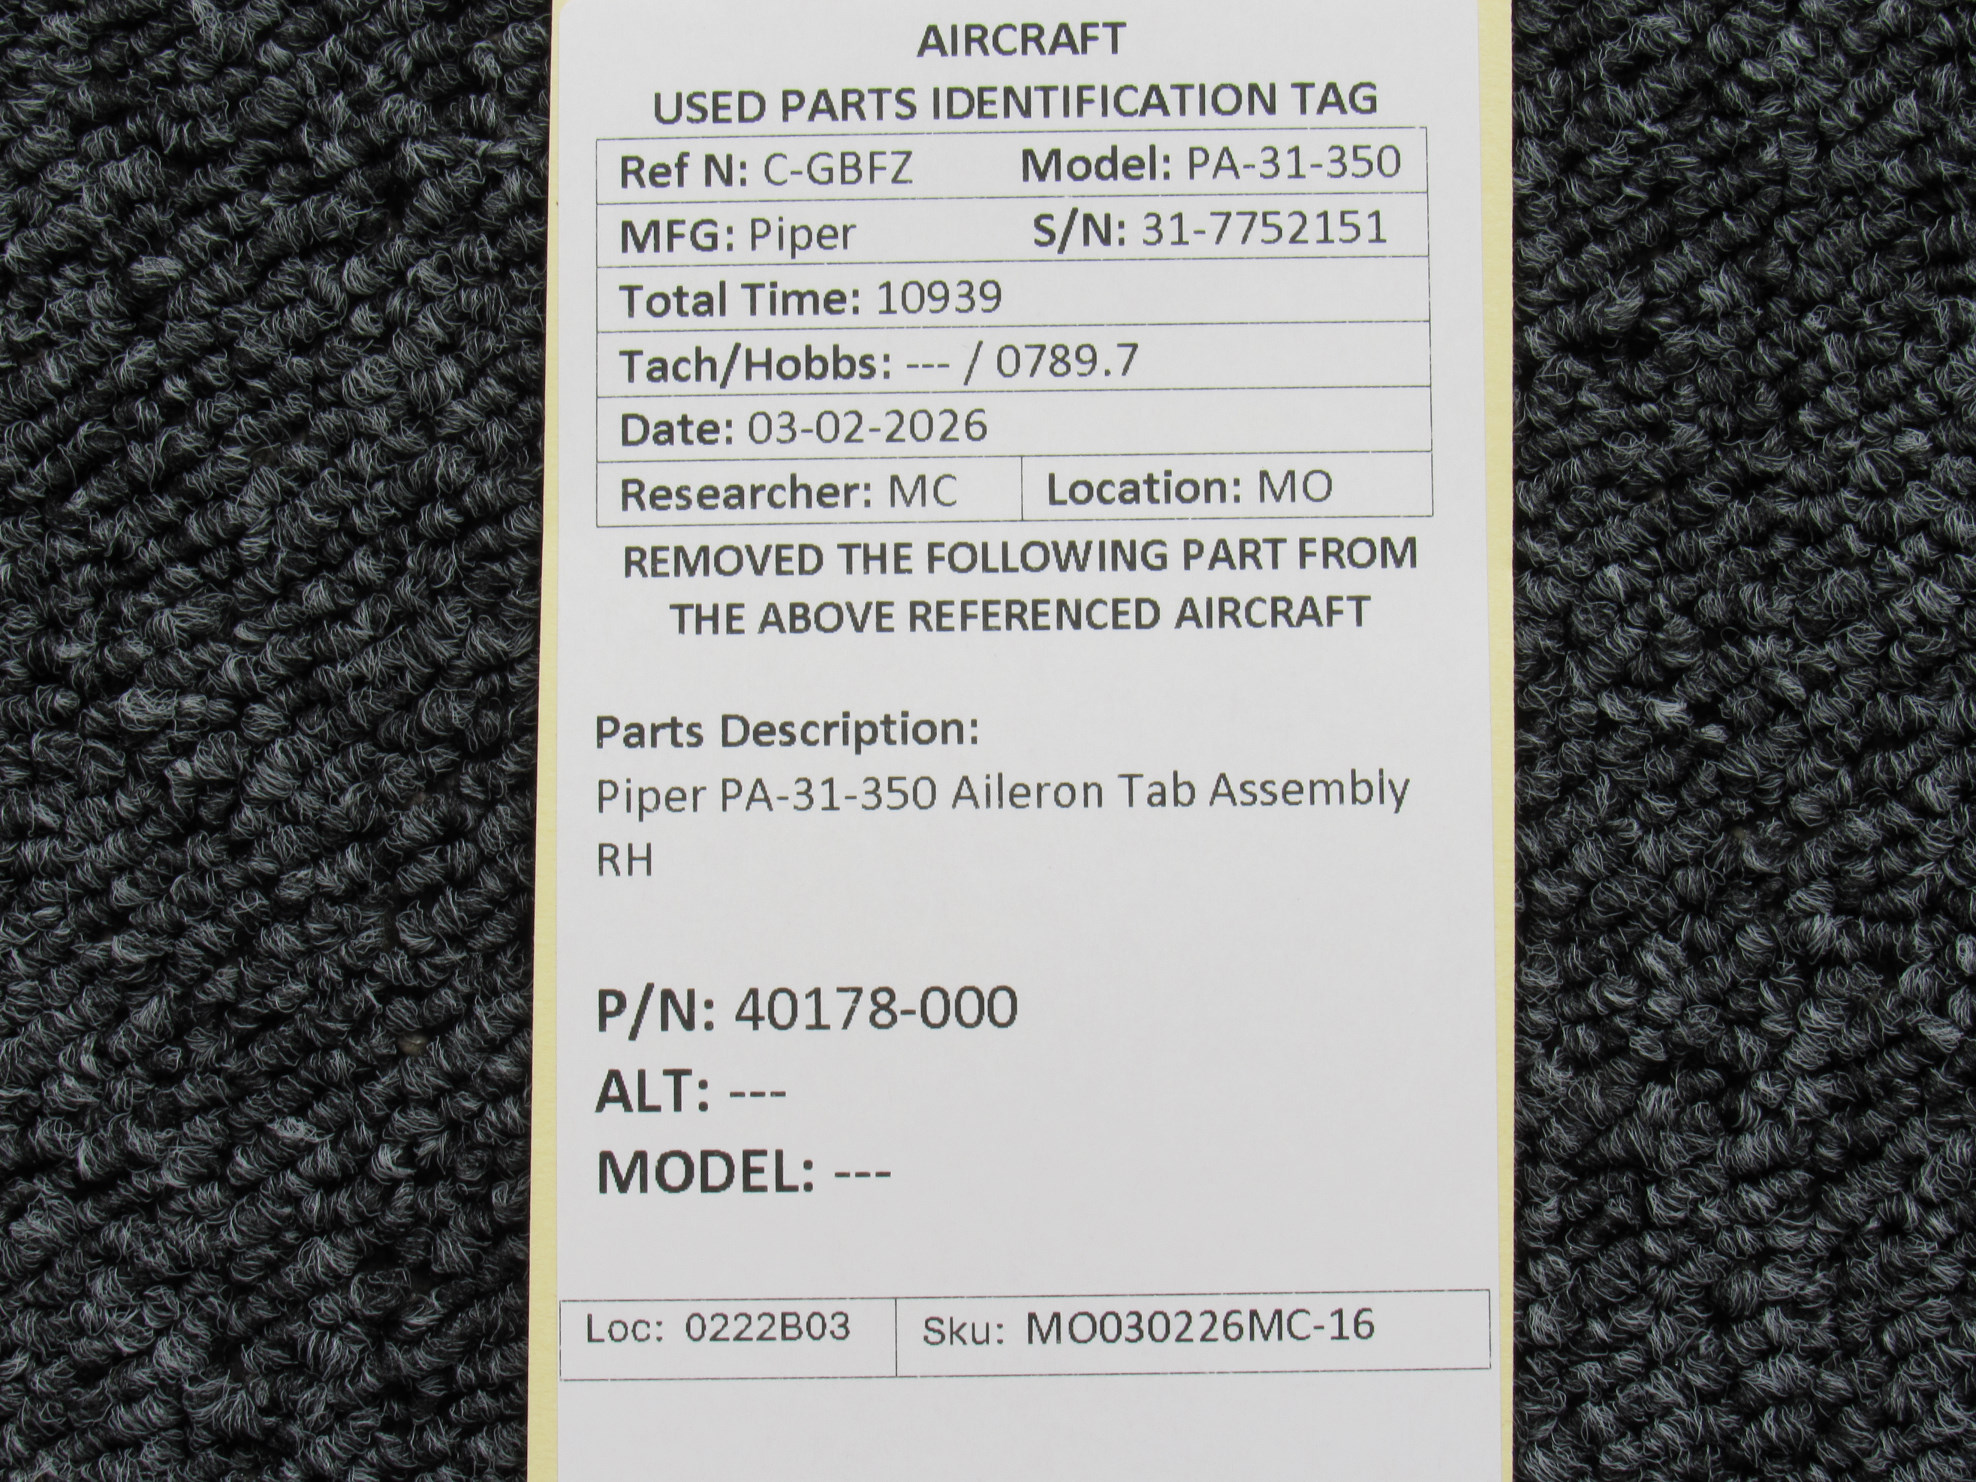 AIRCRAFT
USED PARTS IDENTIFICATION TAG
Ref N: C-GBFZ Model: PA-31-350
MFG: Piper S/N: 31-7752151
Total Time: 10939
Tach/Hobbs: --- / 0789.7
Date: 03-02-2026
Researcher: MC Location: MO
REMOVED THE FOLLOWING PART FROM
THE ABOVE REFERENCED AIRCRAFT
Parts Description:
Piper PA-31-350 Aileron Tab Assembly
RH
P/N: 40178-000
ALT: ---
MODEL: ---
Loc: 0222B03 Sku: MO030226MC-16